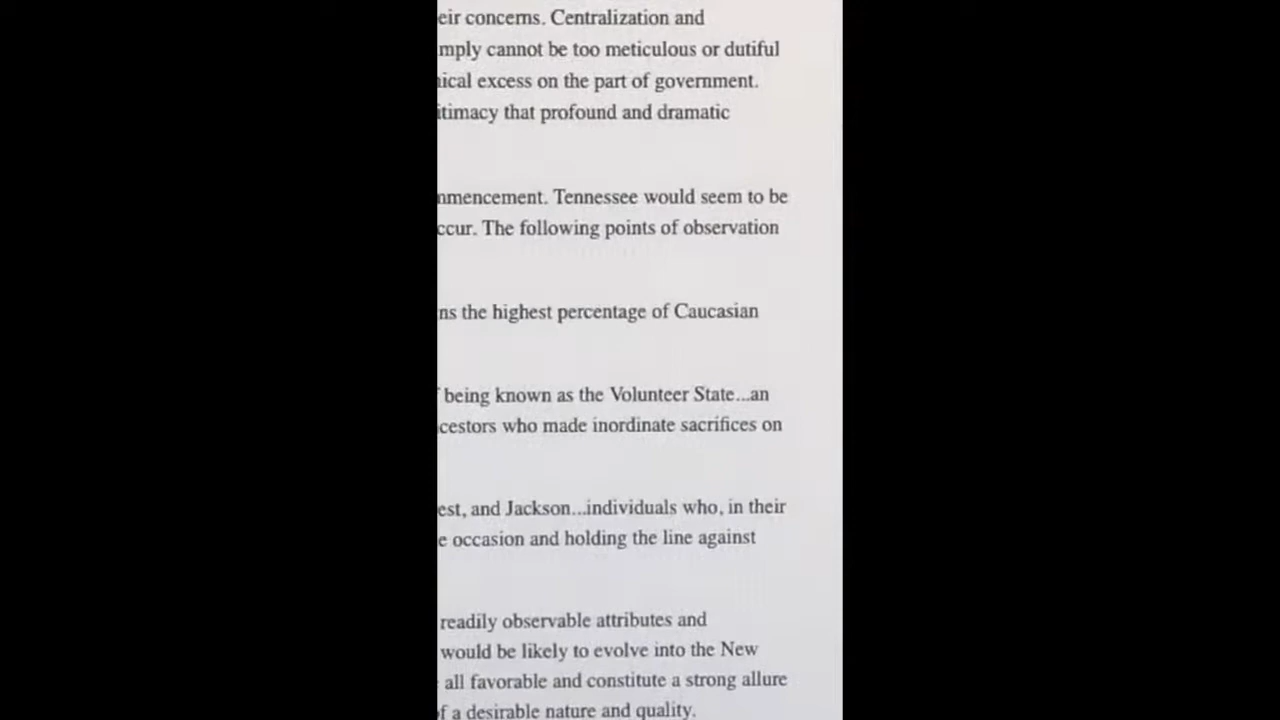 eir concerns. Centralization and
mply cannot be too meticulous or dutiful
ical excess on the part of government.
itimacy that profound and dramatic
mmencement. Tennessee would seem to be
ccur. The following points of observation
ns the highest percentage of Caucasian
being known as the Volunteer State...an
cestors who made inordinate sacrifices on
est, and Jackson...individuals who, in their
e occasion and holding the line against
readily observable attributes and
would be likely to evolve into the New
all favorable and constitute a strong allure
f a desirable nature and quality.